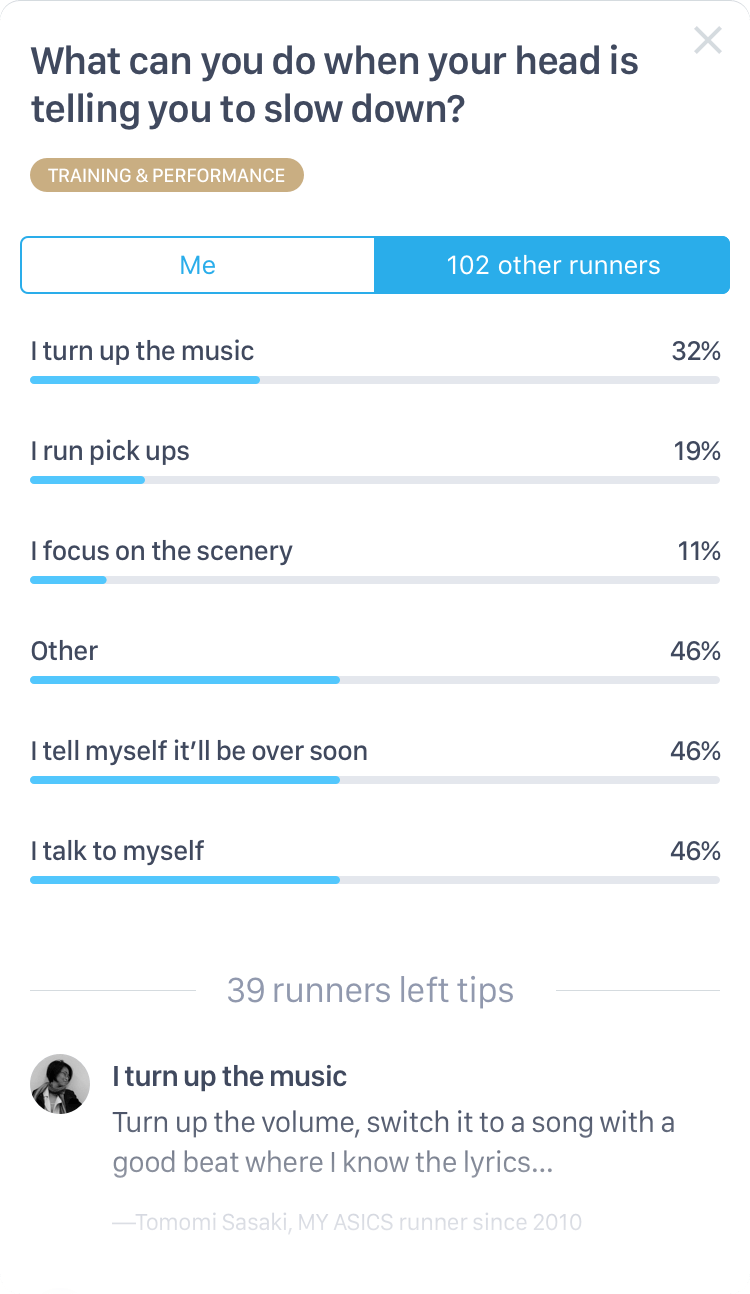 What can you do when your head is
telling you to slow down?
TRAINING & PERFORMANCE
Me
102 other runners
I turn up the music 32%
I run pick ups 19%
I focus on the scenery 11%
Other 46%
I tell myself it’ll be over soon 46%
I talk to myself 46%
39 runners left tips
I turn up the music
Turn up the volume, switch it to a song with a
good beat where I know the lyrics...
—Tomomi Sasaki, MY ASICS runner since 2010